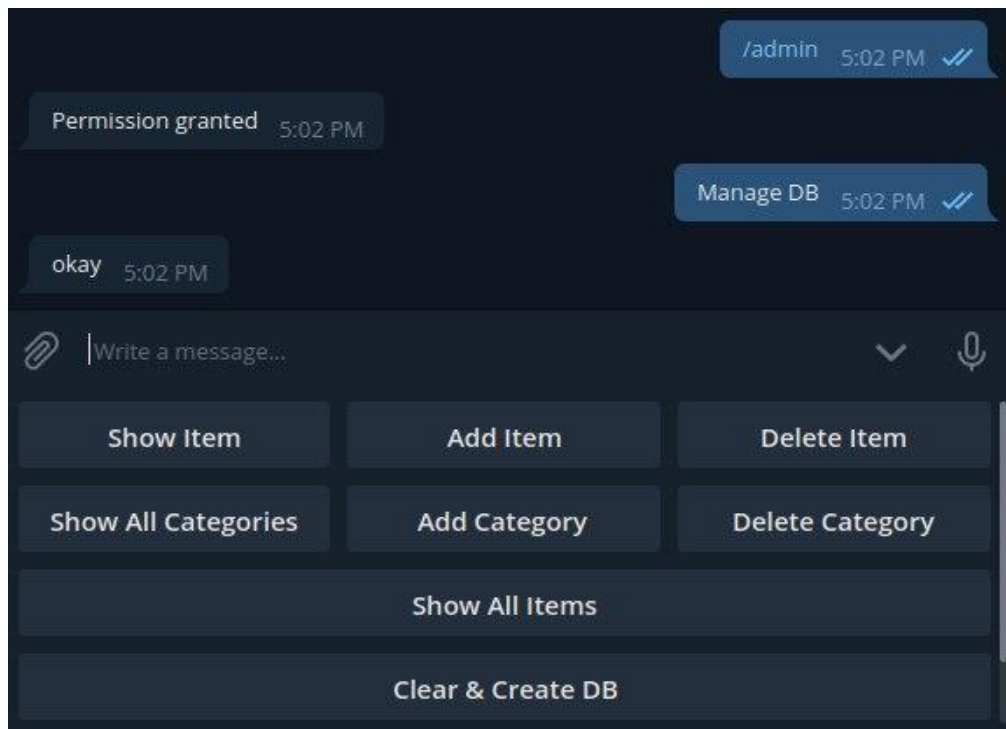 /admin 5:02 PM
Permission granted 5:02 PM
Manage DB 5:02 PM
okay 5:02 PM
Write a message...
Show Item Add Item Delete Item
Show All Categories Add Category Delete Category
Show All Items
Clear & Create DB